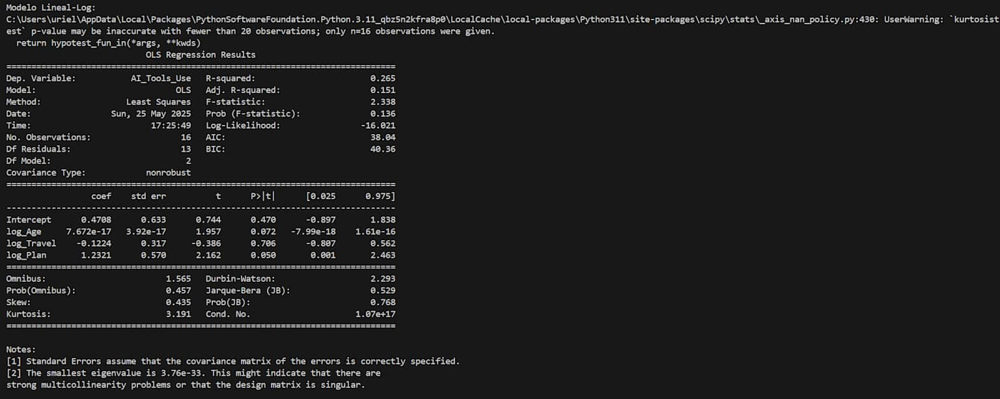 Modelo Lineal-Log:
C:\Users\uriel\AppData\Local\Packages\PythonSoftwareFoundation.Python.3.11_qbz5n2kfra8p0\LocalCache\local-packages\Python311\site-packages\scipy\stats\_axis_nan_policy.py:430: UserWarning: `kurtosist
est` p-value may be inaccurate with fewer than 20 observations; only n=16 observations were given.
  return hypotest_fun_in(*args, **kwds)
                            OLS Regression Results
==============================================================================
Dep. Variable:           AI_Tools_Use   R-squared:                       0.265
Model:                            OLS   Adj. R-squared:                  0.151
Method:                 Least Squares   F-statistic:                     2.338
Date:                Sun, 25 May 2025   Prob (F-statistic):              0.136
Time:                        17:25:49   Log-Likelihood:                -16.021
No. Observations:                  16   AIC:                             38.04
Df Residuals:                      13   BIC:                             40.36
Df Model:                           2
Covariance Type:            nonrobust
==============================================================================
                 coef    std err          t      P>|t|      [0.025      0.975]
------------------------------------------------------------------------------
Intercept      0.4708      0.633      0.744      0.470      -0.897       1.838
log_Age     7.672e-17   3.92e-17      1.957      0.072   -7.99e-18    1.61e-16
log_Travel    -0.1224      0.317     -0.386      0.706      -0.807       0.562
log_Plan       1.2321      0.570      2.162      0.050       0.001       2.463
==============================================================================
Omnibus:                        1.565   Durbin-Watson:                   2.293
Prob(Omnibus):                  0.457   Jarque-Bera (JB):                0.529
Skew:                           0.435   Prob(JB):                        0.768
Kurtosis:                       3.191   Cond. No.                     1.07e+17
==============================================================================

Notes:
[1] Standard Errors assume that the covariance matrix of the errors is correctly specified.
[2] The smallest eigenvalue is 3.76e-33. This might indicate that there are
strong multicollinearity problems or that the design matrix is singular.